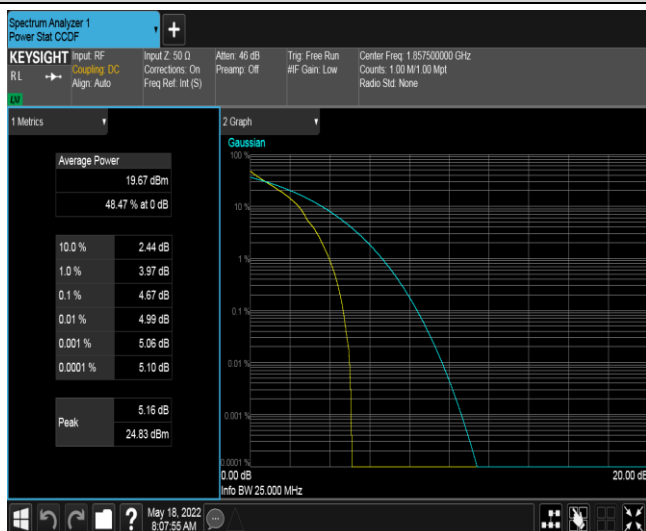 Spectrum Analyzer 1
Power Stat CCDF
+
KEYSIGHT
RL
LNI
Input: RF
Coupling: DC
Align: Auto
Input Z: 50 Ω
Corrections: On
Freq Ref: Int (S)
Atten: 46 dB
Preamp: Off
Trig: Free Run
#IF Gain: Low
Center Freq: 1.857500000 GHz
Counts: 1.00 M/1.00 Mpt
Radio Std: None
1 Metrics
Average Power
19.67 dBm
48.47 % at 0 dB
10.0 % 2.44 dB
1.0 % 3.97 dB
0.1 % 4.67 dB
0.01 % 4.99 dB
0.001 % 5.06 dB
0.0001 % 5.10 dB
Peak
5.16 dB
24.83 dBm
2 Graph
Gaussian
100 %
10 %
1 %
0.1 %
0.01 %
0.001 %
0.0001 %
0.00 dB
20.00 dB
Info BW 25.000 MHz
?
May 18, 2022
8:07:55 AM